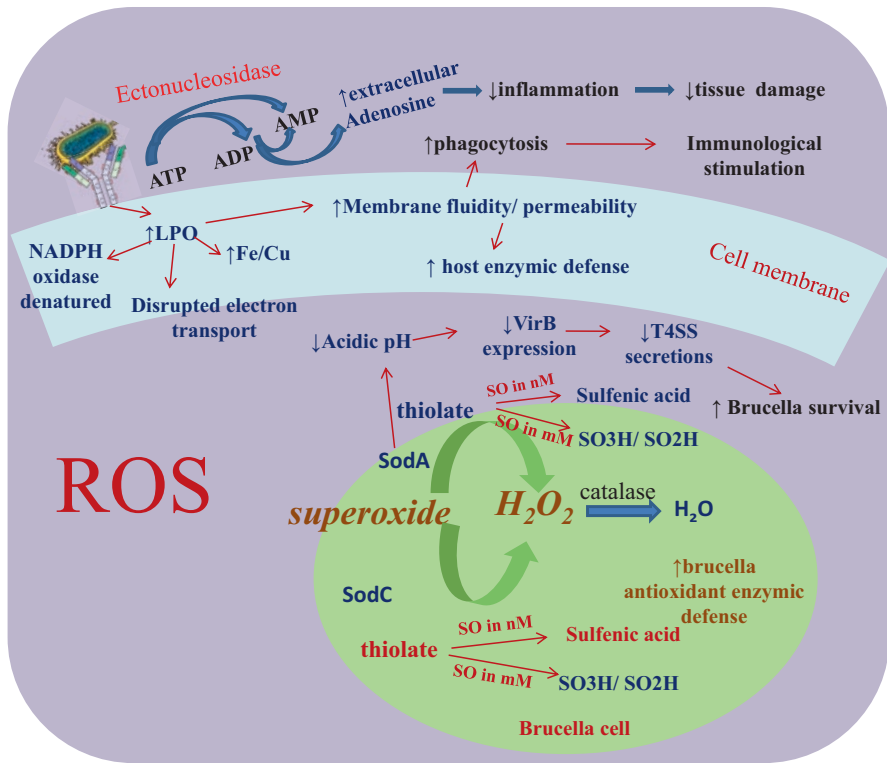 Ectonucleosidase
ATP
ADP
AMP
↑extracellular
Adenosine
↓inflammation
↓tissue damage
↑phagocytosis
Immunological
stimulation
↑LPO
↑Membrane fluidity/ permeability
NADPH
oxidase
denatured
↑Fe/Cu
Disrupted electron
transport
↑ host enzymic defense
Cell membrane
↓Acidic pH
↓VirB
expression
↓T4SS
secretions
↑ Brucella survival
thiolate
SO in nM
Sulfenic acid
SO in mM
SO3H/ SO2H
ROS
SodA
superoxide
H₂O₂
catalase
H₂O
↑brucella
antioxidant enzymic
defense
SodC
thiolate
SO in nM
Sulfenic acid
SO in mM
SO3H/ SO2H
Brucella cell